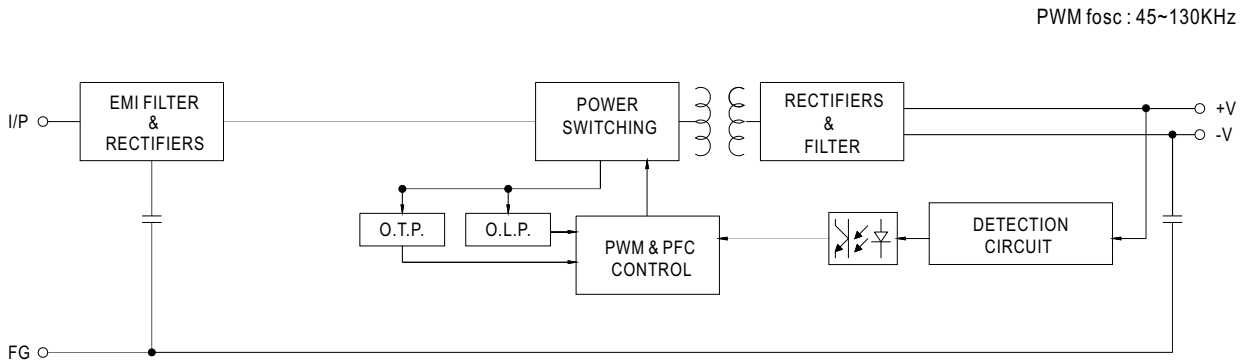 PWM fosc : 45~130KHz
I/P
EMI FILTER
&
RECTIFIERS
POWER
SWITCHING
RECTIFIERS
&
FILTER
+V
-V
O.T.P.
O.L.P.
PWM & PFC
CONTROL
DETECTION
CIRCUIT
FG